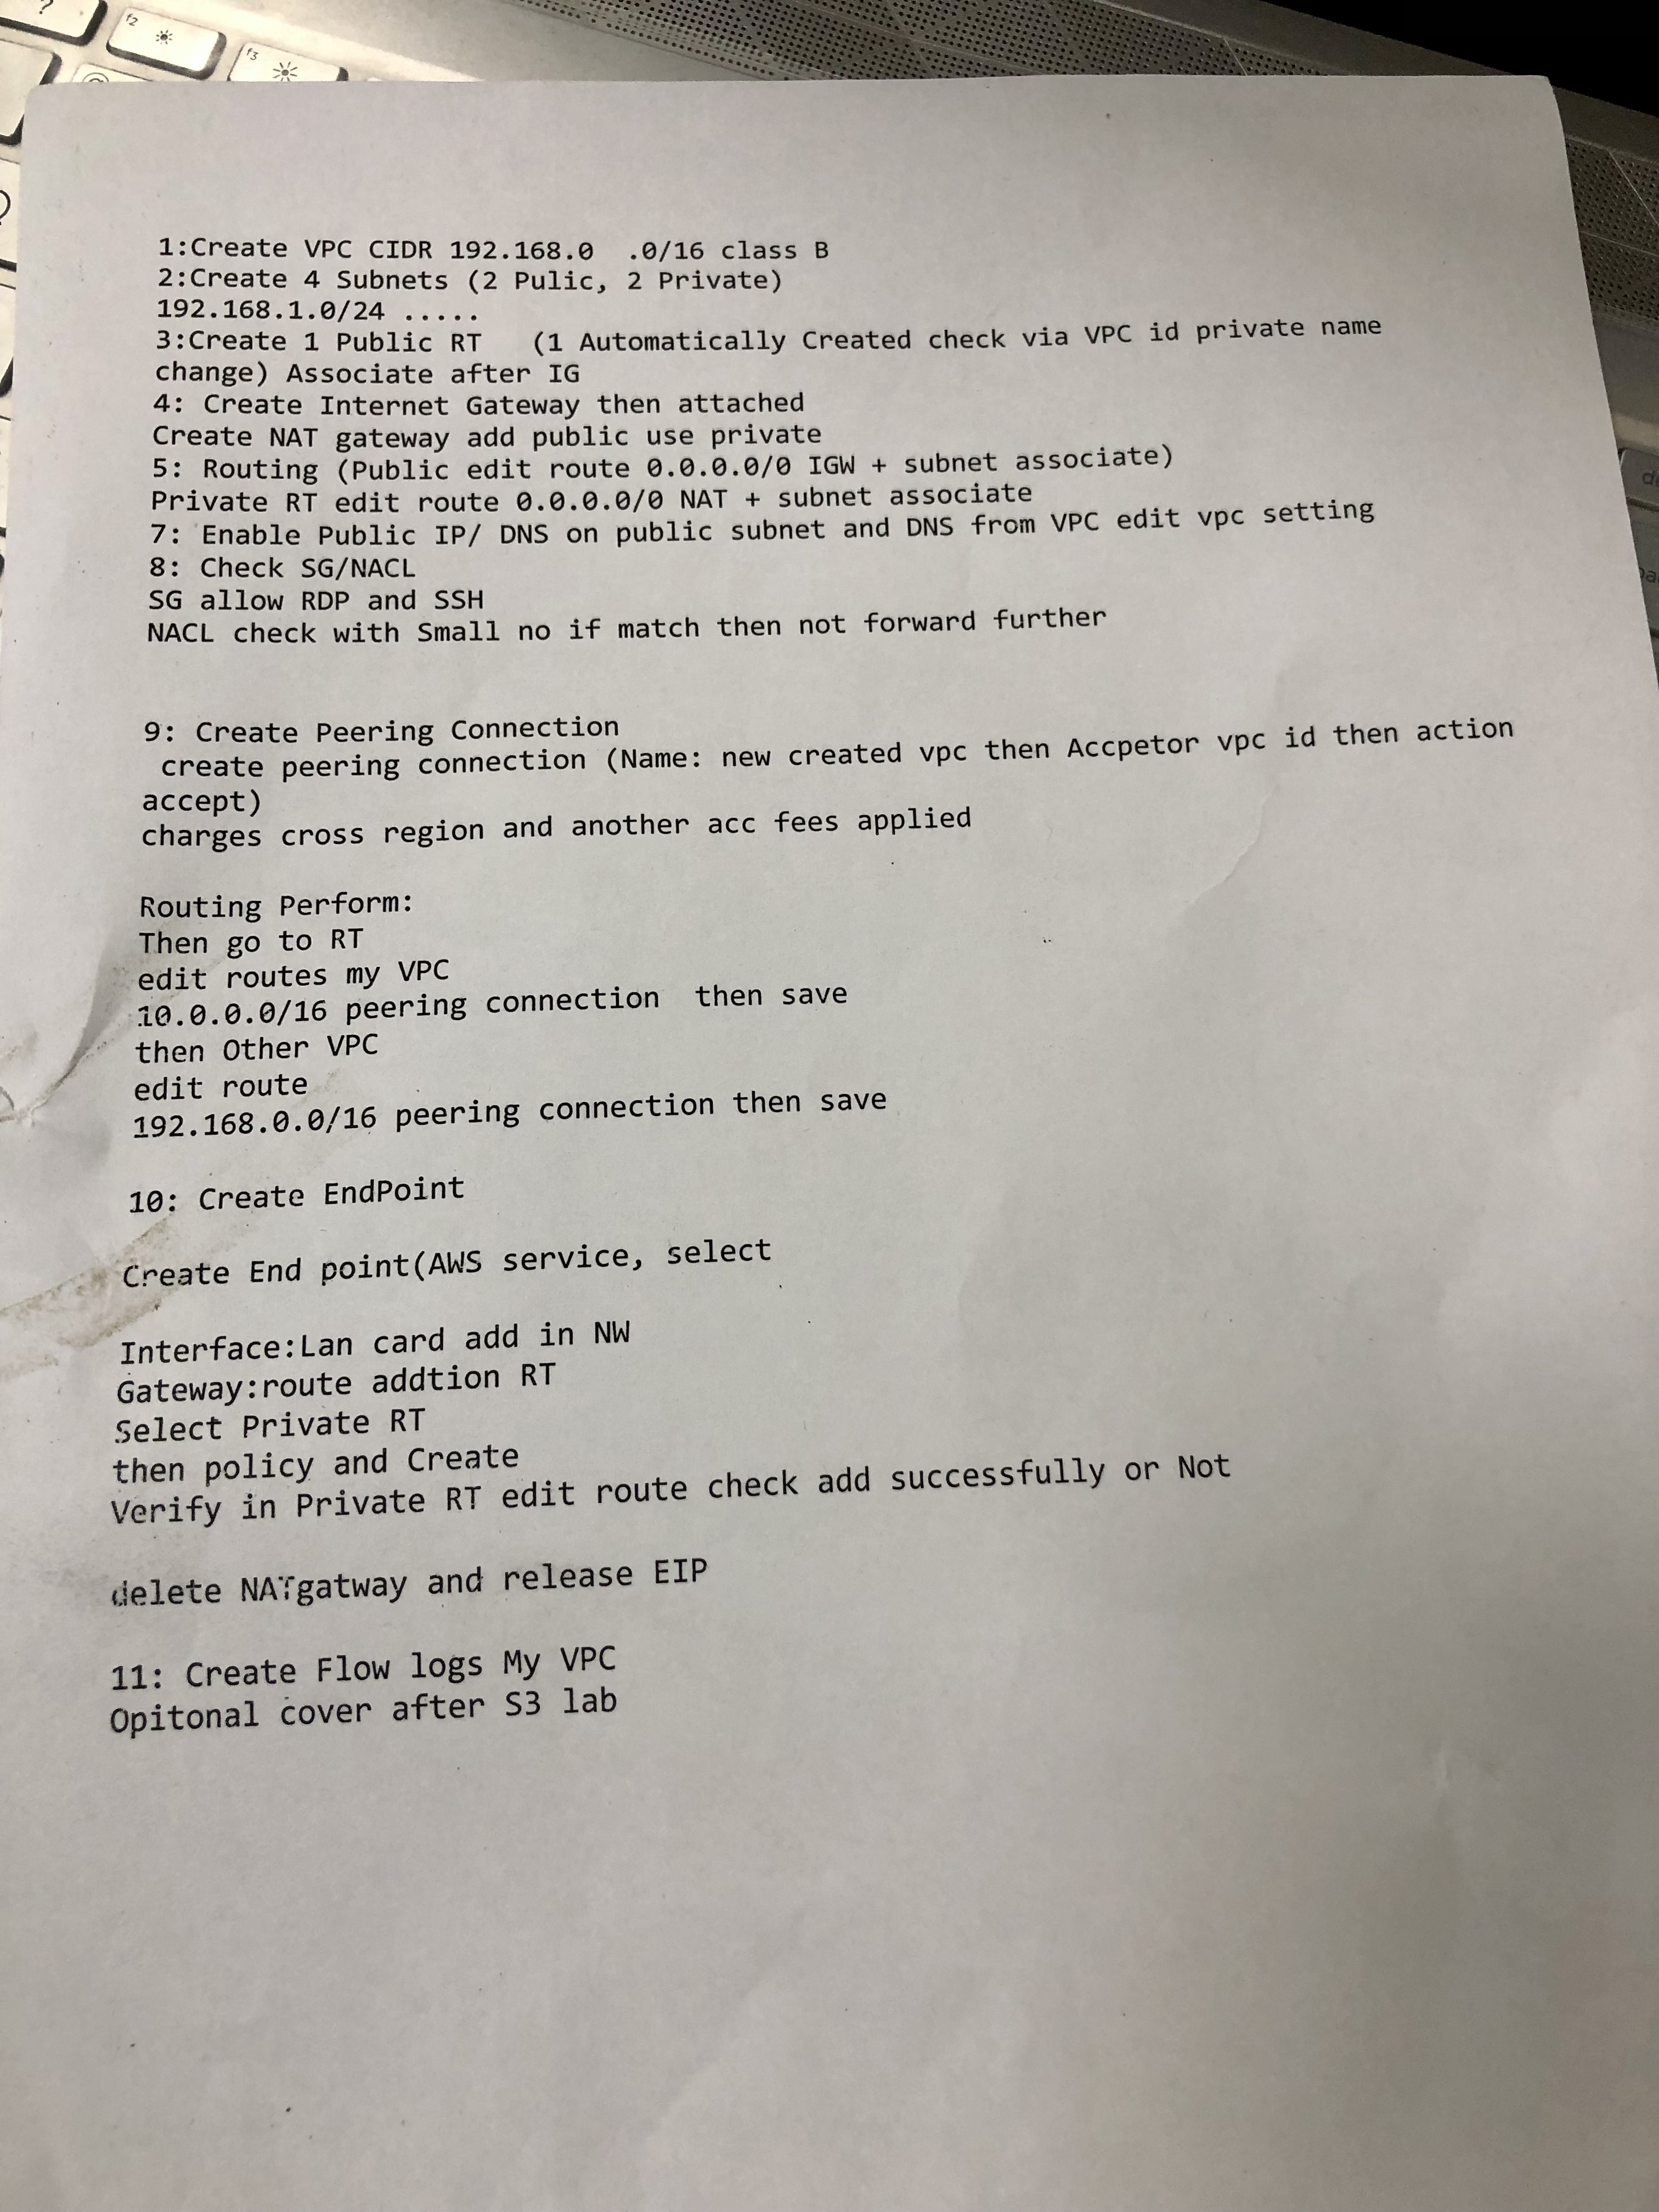 f2
f3
1:Create VPC CIDR 192.168.0  .0/16 class B
2:Create 4 Subnets (2 Pulic, 2 Private)
192.168.1.0/24 .....
3:Create 1 Public RT   (1 Automatically Created check via VPC id private name
change) Associate after IG
4: Create Internet Gateway then attached
Create NAT gateway add public use private
5: Routing (Public edit route 0.0.0.0/0 IGW + subnet associate)
Private RT edit route 0.0.0.0/0 NAT + subnet associate
7: Enable Public IP/ DNS on public subnet and DNS from VPC edit vpc setting
8: Check SG/NACL
SG allow RDP and SSH
NACL check with Small no if match then not forward further
9: Create Peering Connection
create peering connection (Name: new created vpc then Accpetor vpc id then action
accept)
charges cross region and another acc fees applied
Routing Perform:
Then go to RT
edit routes my VPC
10.0.0.0/16 peering connection  then save
then Other VPC
edit route
192.168.0.0/16 peering connection then save
10: Create EndPoint
Create End point(AWS service, select
Interface:Lan card add in NW
Gateway:route addtion RT
Select Private RT
then policy and Create
Verify in Private RT edit route check add successfully or Not
delete NATgatway and release EIP
11: Create Flow logs My VPC
Opitonal cover after S3 lab